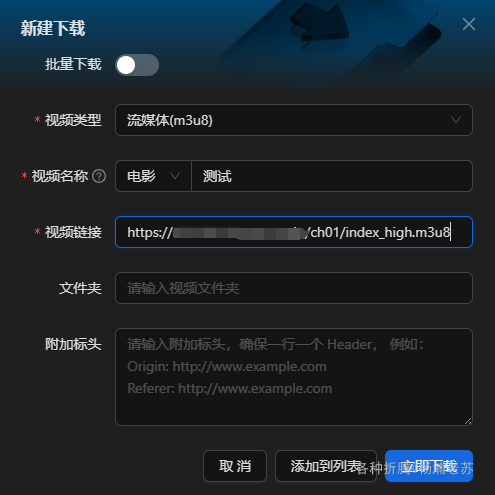 新建下载
批量下载
* 视频类型 流媒体(m3u8)
* 视频名称 电影 测试
* 视频链接 https:// /ch01/index_high.m3u8
文件夹 请输入视频文件夹
附加标头 请输入附加标头，确保一行一个 Header， 例如：
Origin: http://www.example.com
Referer: http://www.example.com
取 消 添加到列表 立即下载
各种折腾 老苏